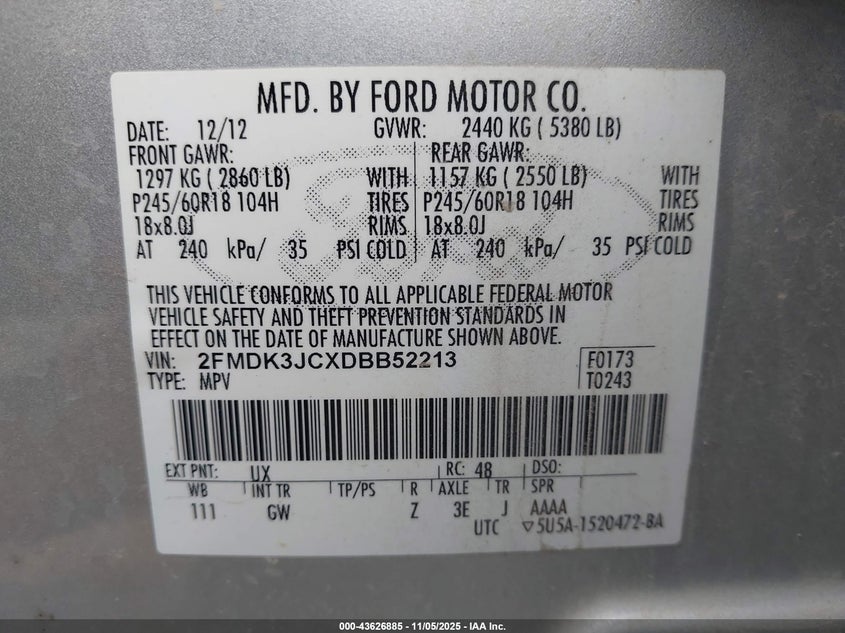 MFD. BY FORD MOTOR CO.
DATE: 12/12 GVWR: 2440 KG ( 5380 LB)
FRONT GAWR: REAR GAWR:
1297 KG ( 2860 LB) WITH 1157 KG ( 2550 LB) WITH
P245/60R18 104H TIRES P245/60R18 104H TIRES
18x8.0J RIMS 18x8.0J RIMS
AT 240 kPa/ 35 PSI COLD AT 240 kPa/ 35 PSI COLD
THIS VEHICLE CONFORMS TO ALL APPLICABLE FEDERAL MOTOR
VEHICLE SAFETY AND THEFT PREVENTION STANDARDS IN
EFFECT ON THE DATE OF MANUFACTURE SHOWN ABOVE.
VIN: 2FMDK3JCXDBB52213 F0173
TYPE: MPV T0243
EXT PNT: UX RC: 48 DSO:
WB INT TR TP/PS R AXLE TR SPR
111 GW Z 3E J AAAA
UTC ▽5U5A-1520472-BA
000-43626885 - 11/05/2025 - IAA Inc.